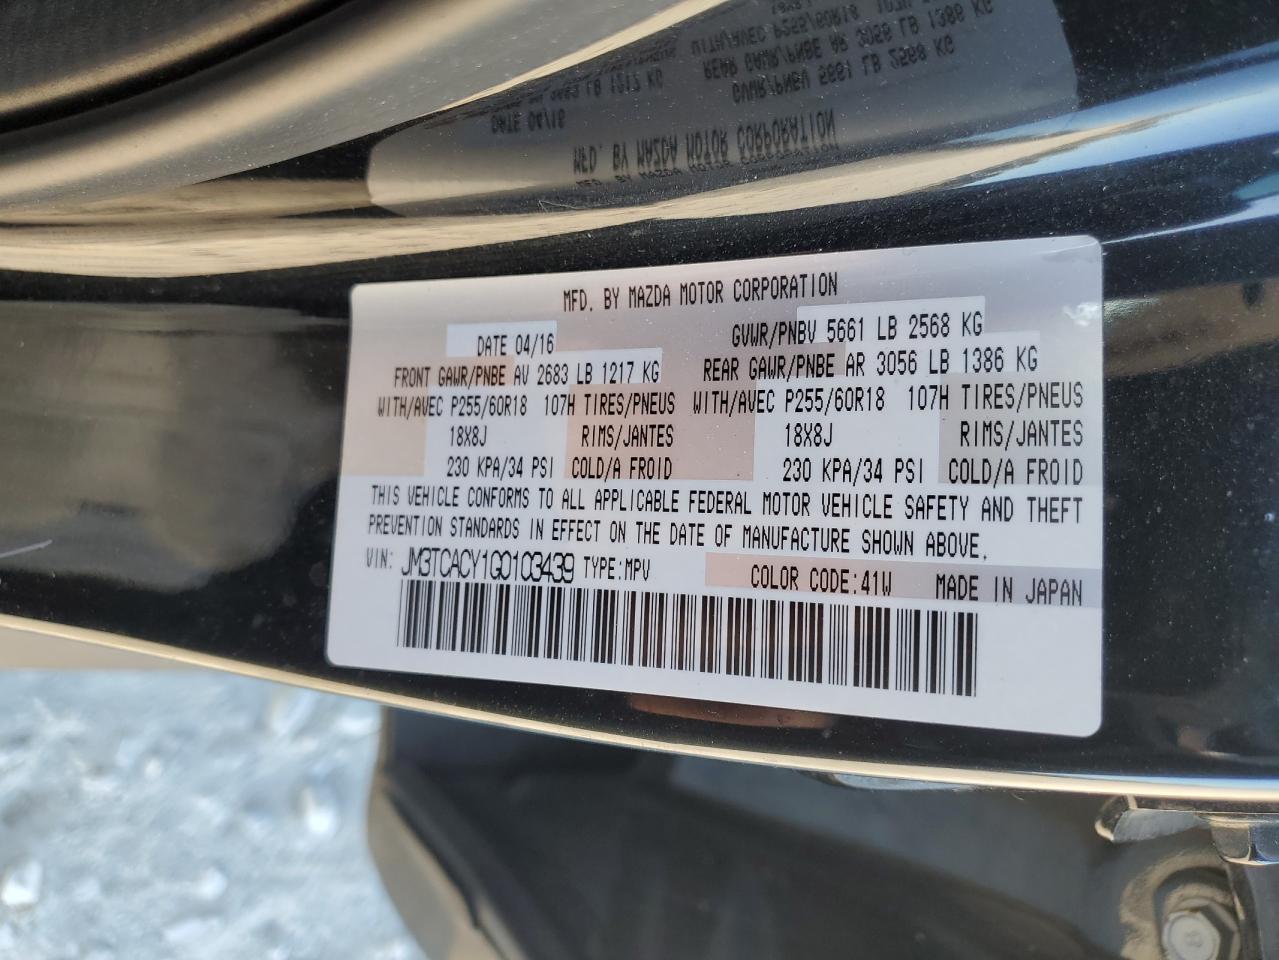 MFD. BY MAZDA MOTOR CORPORATION
DATE 04/16 GVWR/PNBV 5661 LB 2568 KG
FRONT GAWR/PNBE AV 2683 LB 1217 KG REAR GAWR/PNBE AR 3056 LB 1386 KG
WITH/AVEC P255/60R18 107H TIRES/PNEUS WITH/AVEC P255/60R18 107H TIRES/PNEUS
18X8J RIMS/JANTES 18X8J RIMS/JANTES
230 KPA/34 PSI COLD/A FROID 230 KPA/34 PSI COLD/A FROID
THIS VEHICLE CONFORMS TO ALL APPLICABLE FEDERAL MOTOR VEHICLE SAFETY AND THEFT
PREVENTION STANDARDS IN EFFECT ON THE DATE OF MANUFACTURE SHOWN ABOVE.
VIN: JM3TCACY1G0103439 TYPE:MPV COLOR CODE:41W MADE IN JAPAN